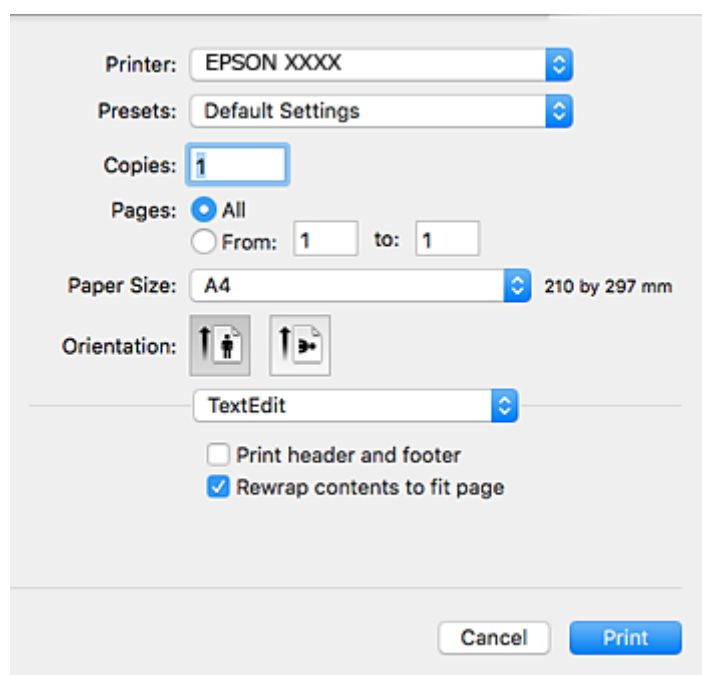 Printer: EPSON XXXX
Presets: Default Settings
Copies: 1
Pages: All
From: 1 to: 1
Paper Size: A4 210 by 297 mm
Orientation:
TextEdit
Print header and footer
Rewrap contents to fit page
Cancel Print